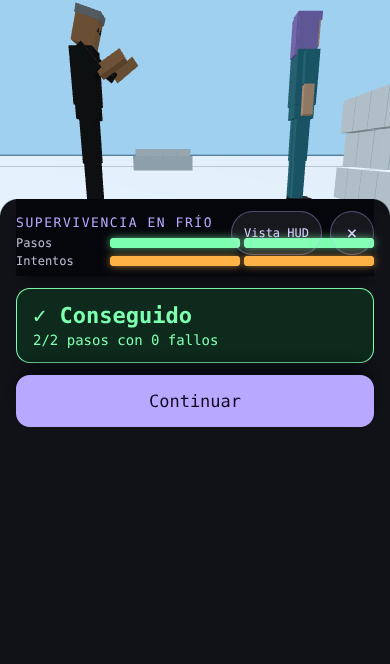 SUPERVIVENCIA EN FRÍO
Vista HUD
×
Pasos
Intentos
✓ Conseguido
2/2 pasos con 0 fallos
Continuar